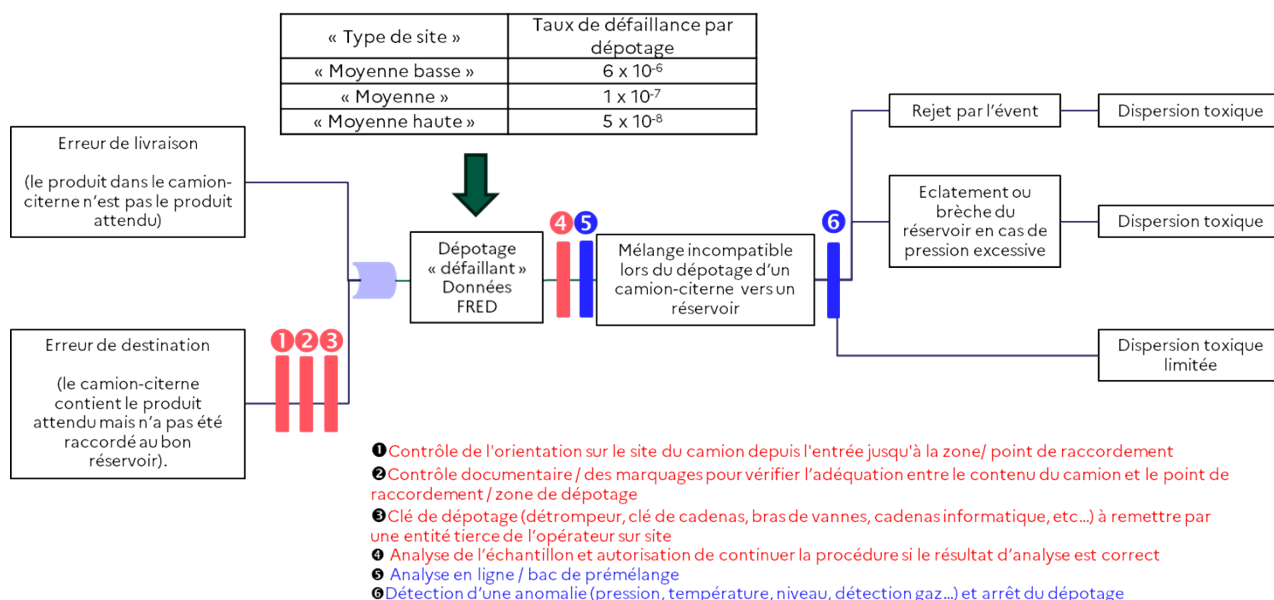 « Type de site »
Taux de défaillance par
dépotage
« Moyenne basse »
6 x 10⁻⁶
« Moyenne »
1 x 10⁻⁷
« Moyenne haute »
5 x 10⁻⁸
Erreur de livraison
(le produit dans le camion-
citerne n'est pas le produit
attendu)
Erreur de destination
(le camion-citerne
contient le produit
attendu mais n'a pas été
raccordé au bon
réservoir).
❶
❷
❸
Dépotage
« défaillant »
Données
FRED
❹
❺
Mélange incompatible
lors du dépotage d'un
camion-citerne vers un
réservoir
❻
Rejet par l'évent
Dispersion toxique
Eclatement ou
brèche du
réservoir en cas de
pression excessive
Dispersion toxique
Dispersion toxique
limitée
❶Contrôle de l'orientation sur le site du camion depuis l'entrée jusqu'à la zone/ point de raccordement
❷Contrôle documentaire / des marquages pour vérifier l'adéquation entre le contenu du camion et le point de
raccordement / zone de dépotage
❸Clé de dépotage (détrompeur, clé de cadenas, bras de vannes, cadenas informatique, etc...) à remettre par
une entité tierce de l'opérateur sur site
❹ Analyse de l'échantillon et autorisation de continuer la procédure si le résultat d'analyse est correct
❺ Analyse en ligne / bac de prémélange
❻Détection d'une anomalie (pression, température, niveau, détection gaz...) et arrêt du dépotage